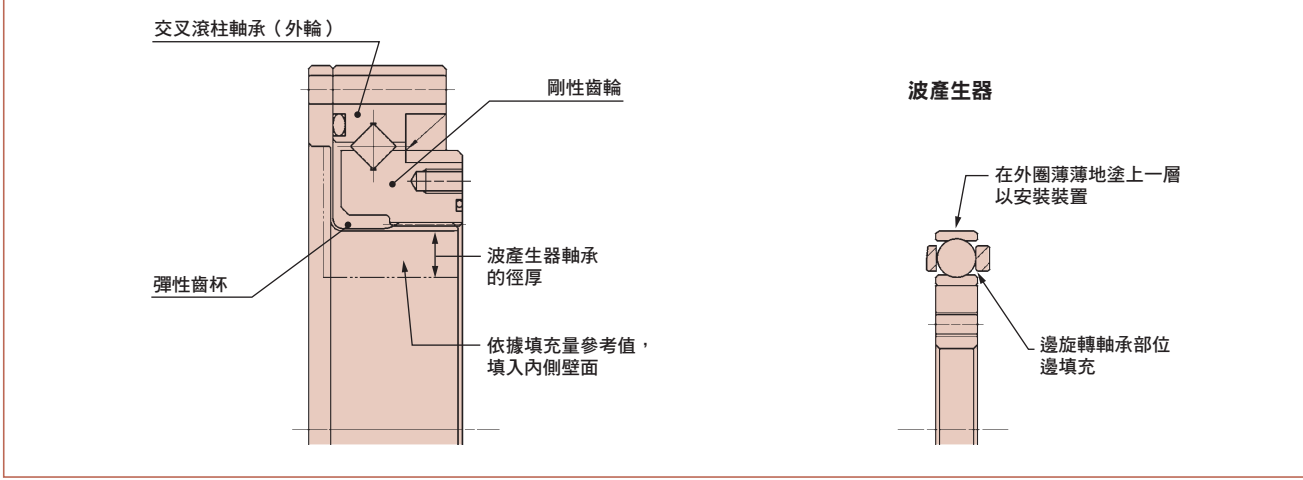 交叉滾柱軸承（外輪）
剛性齒輪
彈性齒杯
波產生器軸承
的徑厚
依據填充量參考值，
填入內側壁面
波產生器
在外圈薄薄地塗上一層
以安裝裝置
邊旋轉軸承部位
邊填充